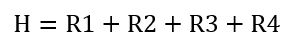 H = R1 + R2 + R3 + R4